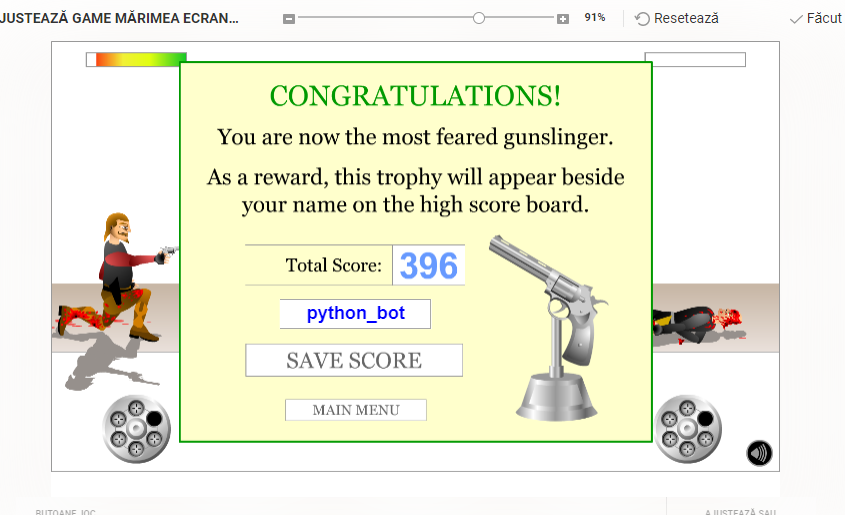 JUSTEAZĂ GAME MĂRIMEA ECRAN...
91%
Resetează
Făcut
CONGRATULATIONS!
You are now the most feared gunslinger.
As a reward, this trophy will appear beside
your name on the high score board.
Total Score: 396
python_bot
SAVE SCORE
MAIN MENU
BUTOANE JOC
AJUSTEAZĂ SAU